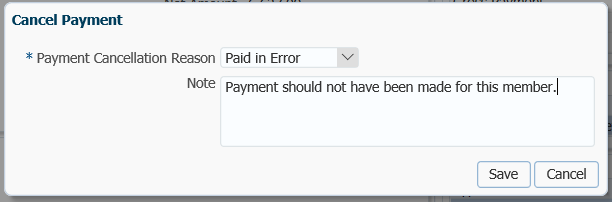 Cancel Payment
* Payment Cancellation Reason Paid in Error
Note Payment should not have been made for this member.
Save Cancel